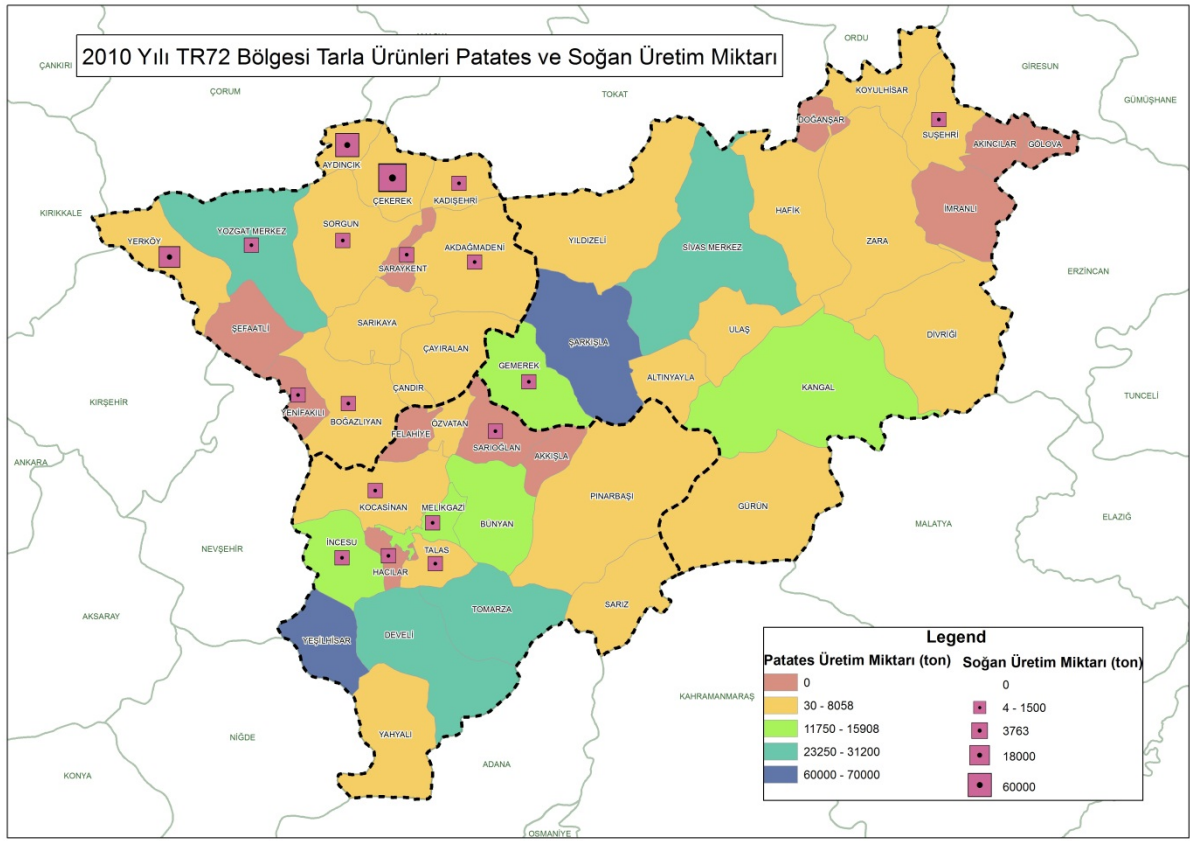 2010 Yılı TR72 Bölgesi Tarla Ürünleri Patates ve Soğan Üretim Miktarı
ORDU
GİRESUN
ÇANKIRI
ÇORUM
TOKAT
GÜMÜŞHANE
KOYULHİSAR
DOĞANŞAR
SUŞEHRİ
AKINCILAR
GÖLOVA
AYDINCIK
ÇEKEREK
KADIŞEHRİ
KIRIKKALE
İMRANLI
YERKÖY
YOZGAT MERKEZ
SORGUN
AKDAĞMADENİ
SARAYKENT
YILDIZELİ
SİVAS MERKEZ
HAFİK
ZARA
ERZİNCAN
ŞEFAATLİ
SARIKAYA
ÇAYIRALAN
ŞARKIŞLA
ULAŞ
DİVRİĞİ
GEMEREK
ALTINYAYLA
KANGAL
ÇANDIR
TUNCELİ
KIRŞEHİR
YENİFAKILI
BOĞAZLIYAN
FELAHİYE
ÖZVATAN
SARIOĞLAN
AKKIŞLA
ANKARA
PINARBAŞI
KOCASİNAN
MELİKGAZİ
BUNYAN
GÜRÜN
MALATYA
ELAZIĞ
NEVŞEHİR
İNCESU
HACILAR
TALAS
AKSARAY
TOMARZA
SARIZ
YEŞİLHİSAR
DEVELİ
KAHRAMANMARAŞ
NİĞDE
YAHYALI
ADANA
KONYA
OSMANİYE
Legend
Patates Üretim Miktarı (ton)
0
30 - 8058
11750 - 15908
23250 - 31200
60000 - 70000
Soğan Üretim Miktarı (ton)
0
4 - 1500
3763
18000
60000